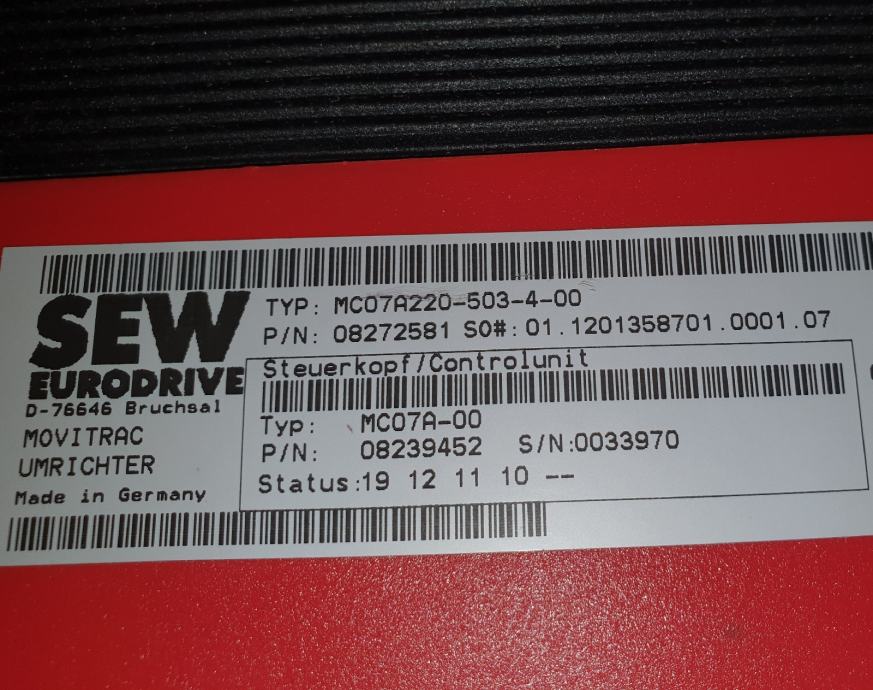 SEW
EURODRIVE
D-76646 Bruchsal
MOVITRAC
UMRICHTER
Made in Germany
TYP: MC07A220-503-4-00
P/N: 08272581 SO#: 01.1201358701.0001.07
Steuerkopf/Controlunit
Typ: MC07A-00
P/N: 08239452 S/N:0033970
Status:19 12 11 10 --